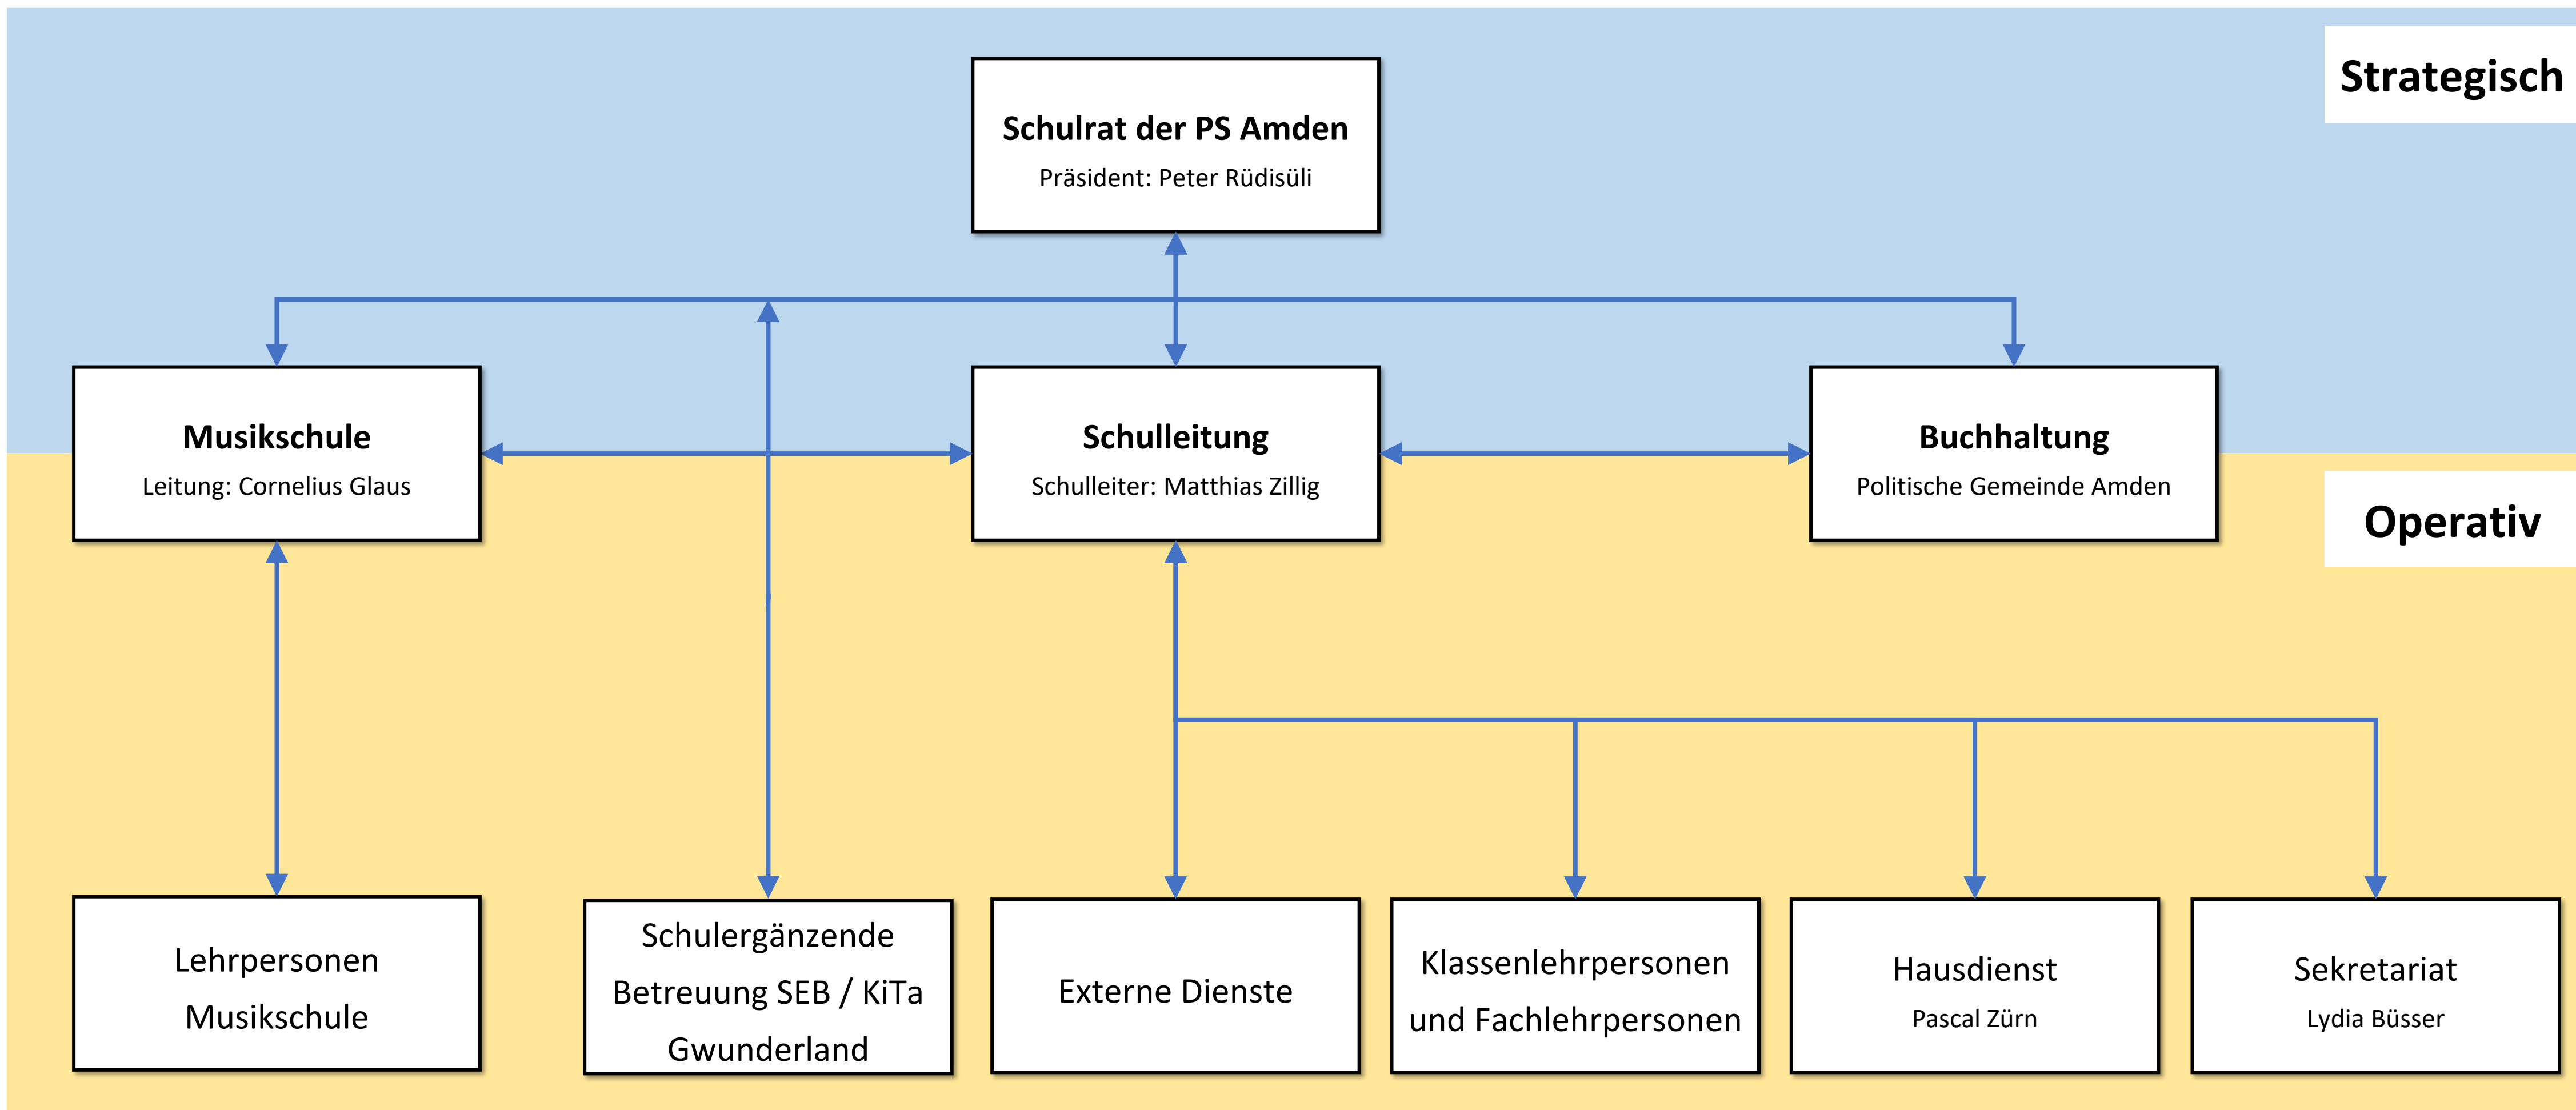 Strategisch
Schulrat der PS Amden
Präsident: Peter Rüdisüli
Musikschule
Leitung: Cornelius Glaus
Schulleitung
Schulleiter: Matthias Zillig
Buchhaltung
Politische Gemeinde Amden
Operativ
Lehrpersonen
Musikschule
Schulergänzende
Betreuung SEB / KiTa
Gwunderland
Externe Dienste
Klassenlehrpersonen
und Fachlehrpersonen
Hausdienst
Pascal Zürn
Sekretariat
Lydia Büsser